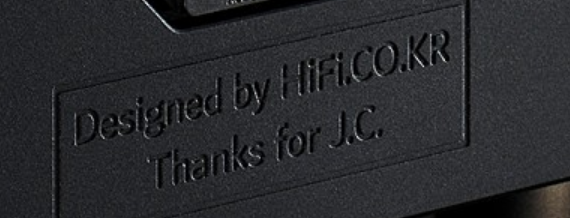 Designed by HiFi.CO.KR
Thanks for J.C.